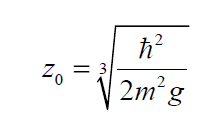 z₀ = ∛(ħ² / 2m²g)